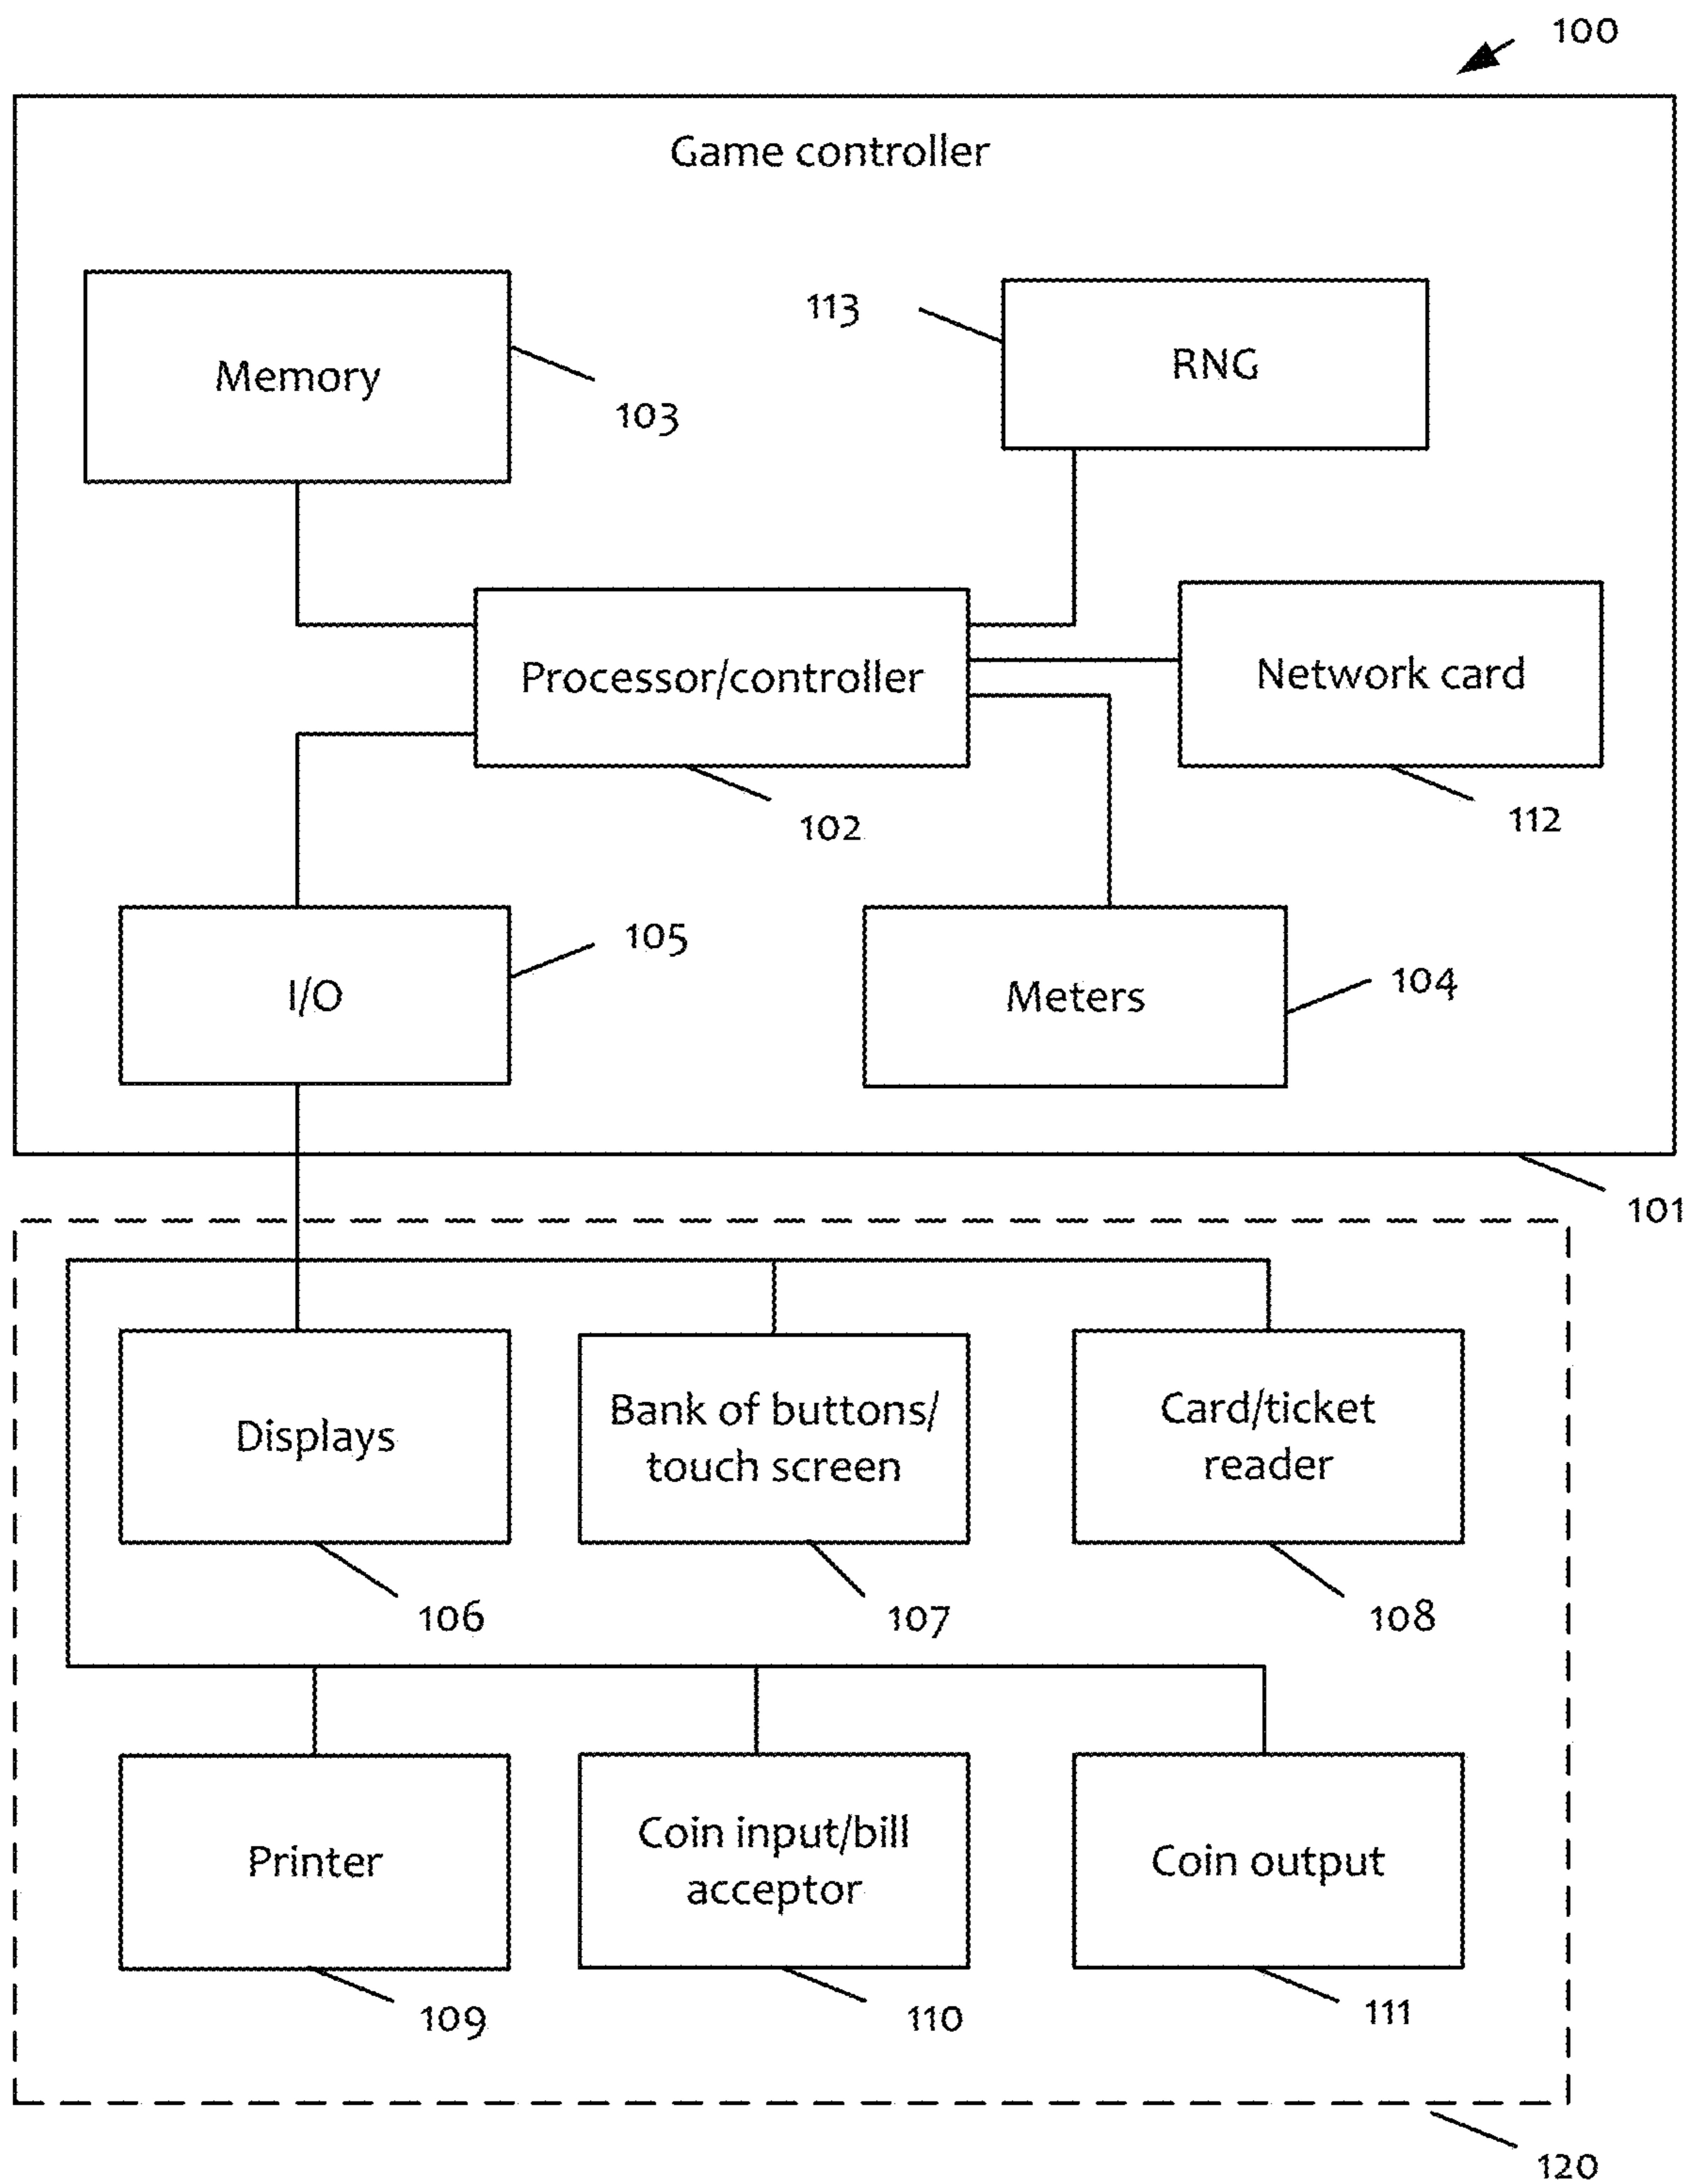 100
Game controller
113
RNG
Memory
103
Processor/controller
Network card
102
112
105
I/O
Meters
104
101
Displays
Bank of buttons/
touch screen
Card/ticket
reader
106
107
108
Printer
Coin input/bill
acceptor
Coin output
109
110
111
120